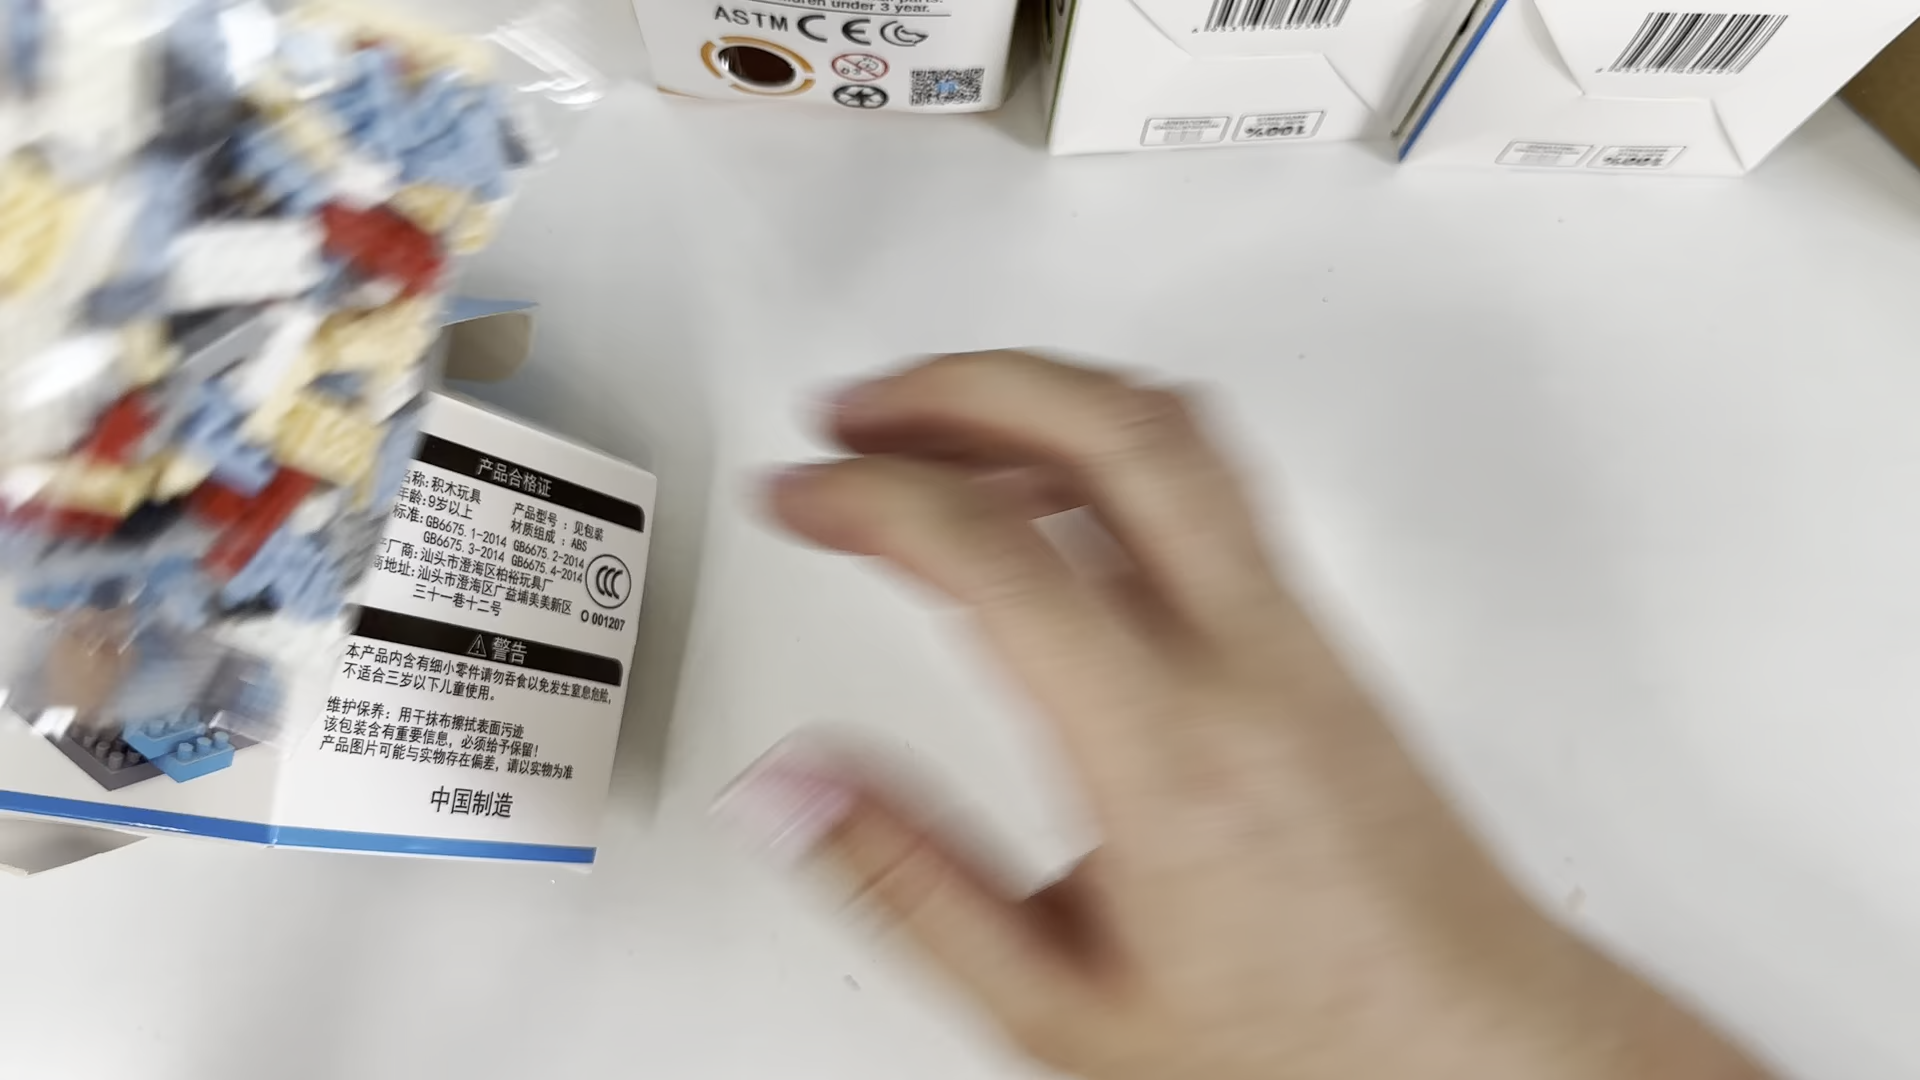 children under 3 year.
ASTM CE
100%
100%
产品合格证
名称: 积木玩具
年龄: 9岁以上
产品型号 : 见包装
标准: GB6675.1-2014 GB6675.2-2014
材质组成 : ABS
GB6675.3-2014 GB6675.4-2014
厂商: 汕头市澄海区柏裕玩具厂
商地址: 汕头市澄海区广益埔美美新区
三十一巷十二号
O 001207
警告
本产品内含有细小零件请勿吞食以免发生窒息危险,
不适合三岁以下儿童使用。
维护保养: 用干抹布擦拭表面污迹
该包装含有重要信息, 必须给予保留!
产品图片可能与实物存在偏差, 请以实物为准
中国制造